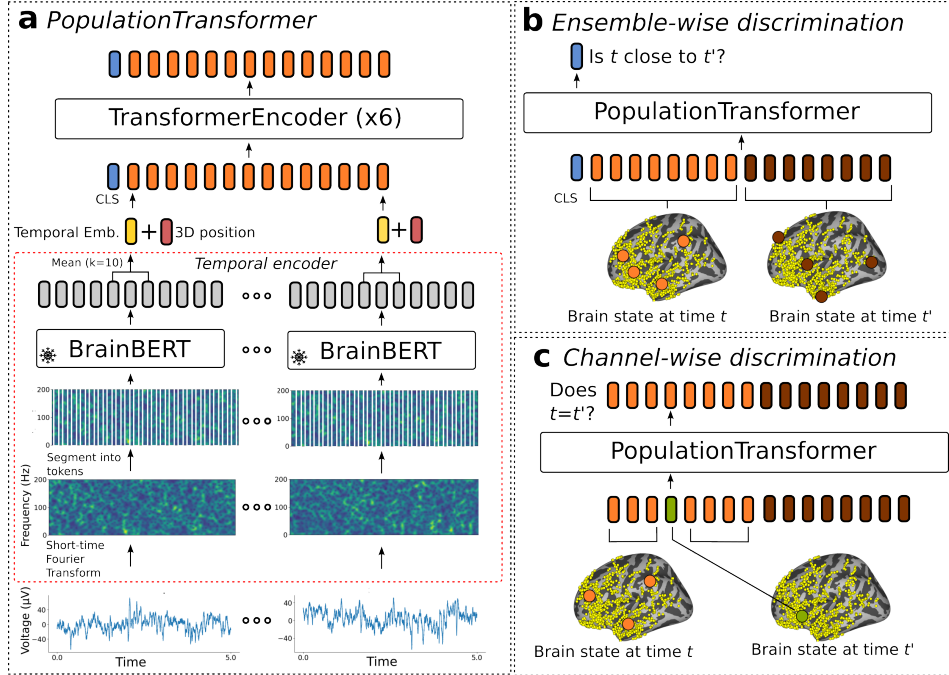 a PopulationTransformer
TransformerEncoder (x6)
CLS
Temporal Emb. + 3D position
+
Mean (k=10)
Temporal encoder
BrainBERT
BrainBERT
200
100
0
200
100
0
Segment into
tokens
Frequency (Hz)
200
100
0
200
100
0
Short-time
Fourier
Transform
Voltage (μV)
40
0
−40
0.0
Time
5.0
40
0
−40
0.0
Time
5.0
b Ensemble-wise discrimination
Is t close to t'?
PopulationTransformer
CLS
Brain state at time t
Brain state at time t'
c Channel-wise discrimination
Does
t=t'?
PopulationTransformer
Brain state at time t
Brain state at time t'